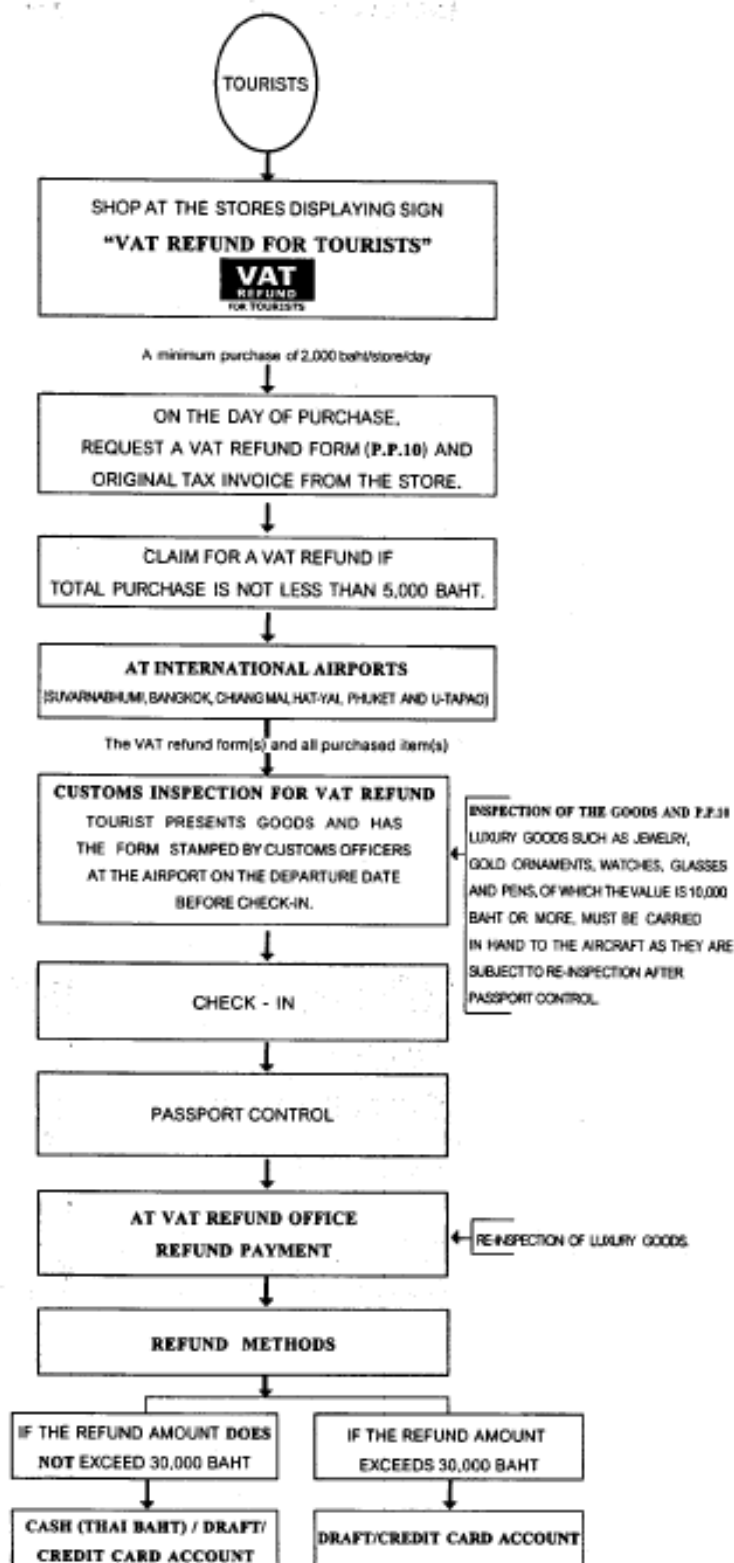 TOURISTS
SHOP AT THE STORES DISPLAYING SIGN
"VAT REFUND FOR TOURISTS"
VAT
REFUND
FOR TOURISTS
A minimum purchase of 2,000 baht/store/day
ON THE DAY OF PURCHASE,
REQUEST A VAT REFUND FORM (P.P.10) AND
ORIGINAL TAX INVOICE FROM THE STORE.
CLAIM FOR A VAT REFUND IF
TOTAL PURCHASE IS NOT LESS THAN 5,000 BAHT.
AT INTERNATIONAL AIRPORTS
(SUVARNABHUMI, BANGKOK, CHIANG MAI, HAT-YAI, PHUKET AND U-TAPAO)
The VAT refund form(s) and all purchased item(s)
CUSTOMS INSPECTION FOR VAT REFUND
TOURIST PRESENTS GOODS AND HAS
THE FORM STAMPED BY CUSTOMS OFFICERS
AT THE AIRPORT ON THE DEPARTURE DATE
BEFORE CHECK-IN.
INSPECTION OF THE GOODS AND P.P.10
LUXURY GOODS SUCH AS JEWELRY,
GOLD ORNAMENTS, WATCHES, GLASSES
AND PENS, OF WHICH THE VALUE IS 10,000
BAHT OR MORE, MUST BE CARRIED
IN HAND TO THE AIRCRAFT AS THEY ARE
SUBJECT TO RE-INSPECTION AFTER
PASSPORT CONTROL.
CHECK - IN
PASSPORT CONTROL
AT VAT REFUND OFFICE
REFUND PAYMENT
RE-INSPECTION OF LUXURY GOODS.
REFUND METHODS
IF THE REFUND AMOUNT DOES
NOT EXCEED 30,000 BAHT
IF THE REFUND AMOUNT
EXCEEDS 30,000 BAHT
CASH (THAI BAHT) / DRAFT/
CREDIT CARD ACCOUNT
DRAFT/CREDIT CARD ACCOUNT